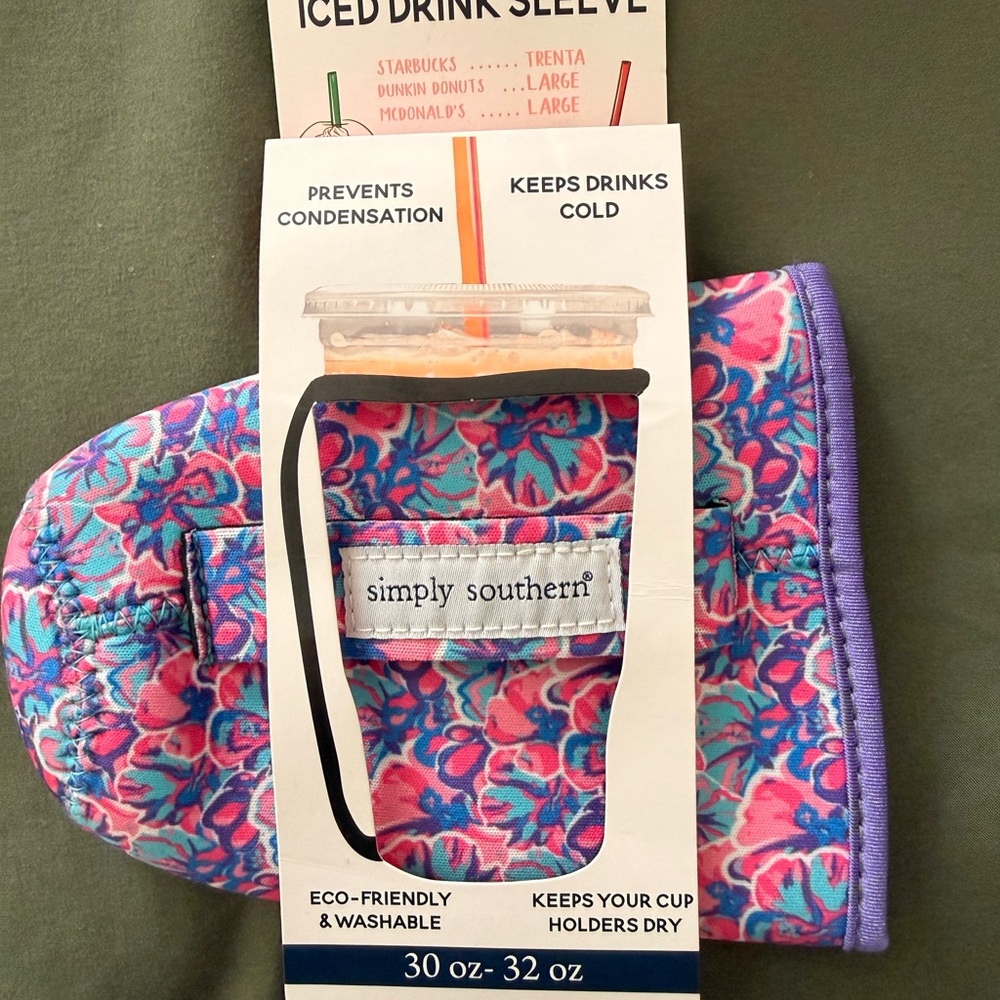 ICED DRINK SLEEVE
STARBUCKS ...... TRENTA
DUNKIN DONUTS ...LARGE
MCDONALD'S ..... LARGE
PREVENTS
CONDENSATION
KEEPS DRINKS
COLD
simply southern®
ECO-FRIENDLY
& WASHABLE
KEEPS YOUR CUP
HOLDERS DRY
30 oz- 32 oz